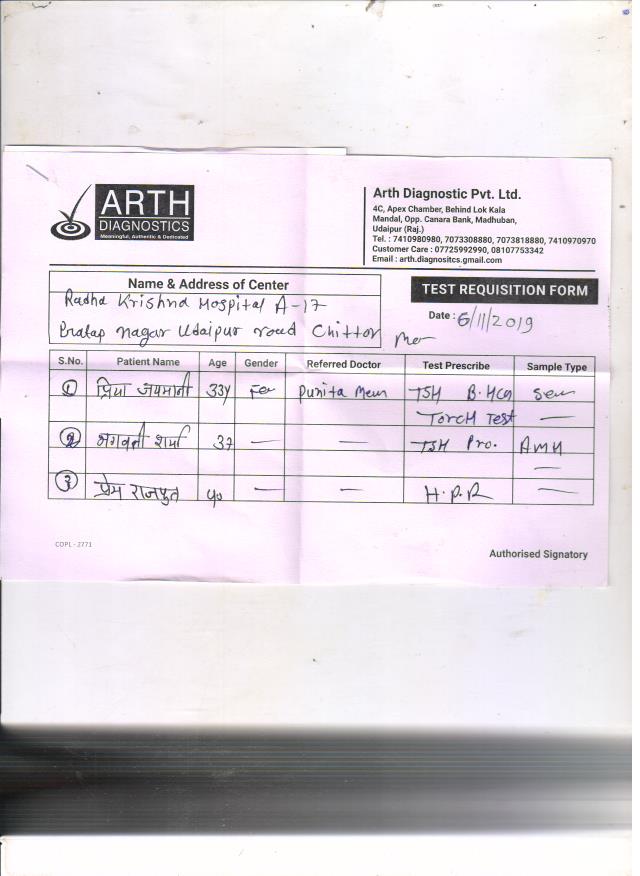 ARTH
DIAGNOSTICS
Meaningful, Authentic & Dedicated
Arth Diagnostic Pvt. Ltd.
4C, Apex Chamber, Behind Lok Kala
Mandal, Opp. Canara Bank, Madhuban,
Udaipur (Raj.)
Tel. : 7410980980, 7073308880, 7073818880, 7410970970
Customer Care : 07725992990, 08107753342
Email : arth.diagnositcs.gmail.com
Name & Address of Center
Radha Krishna Hospital A-17
Pratap nagar Udaipur road Chittor
TEST REQUISITION FORM
Date : 6/11/2019
S.No. Patient Name Age Gender Referred Doctor Test Prescribe Sample Type
1 प्रिया जयमानी 33Y Fe Punita TSH B.HCG
TORCH TEST —
2 भगवती शर्मा 37 — — TSH Pro.
—
3 प्रेम राजपुत 40 — — H.P.R —
COPL - 2771
Authorised Signatory